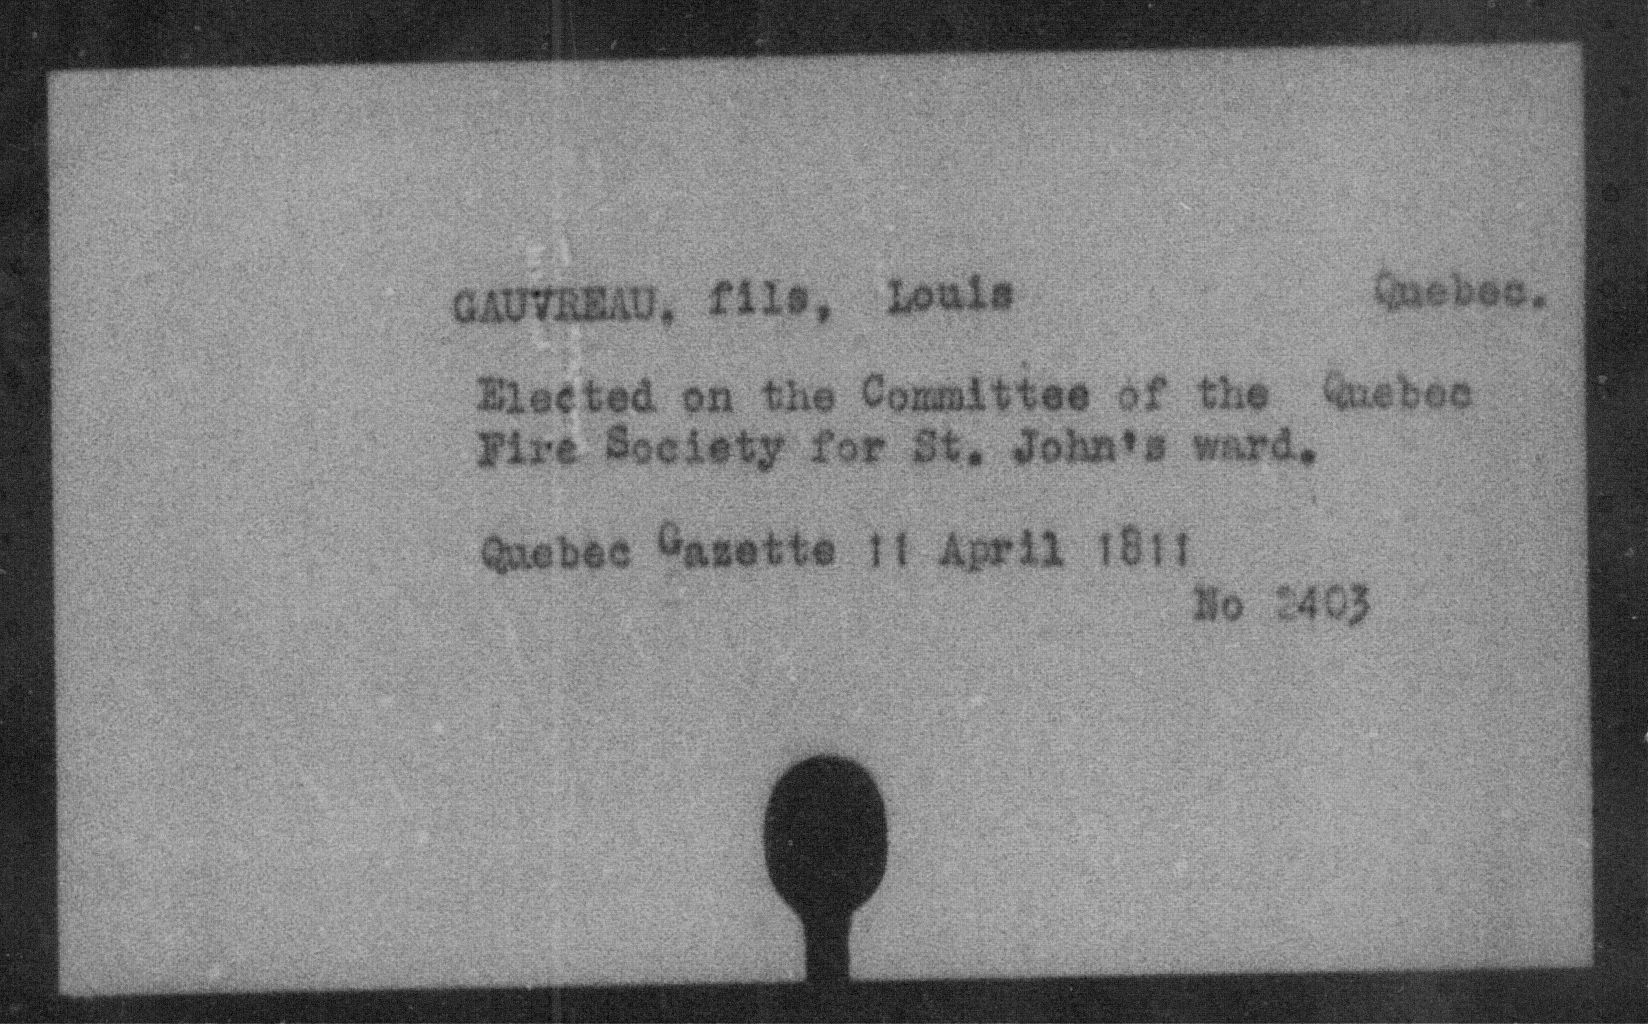 GAUVREAU, fils, Louis Quebec.
Elected on the Committee of the Quebec
Fire Society for St. John's ward.
Quebec Gazette 11 April 1811
No 2403